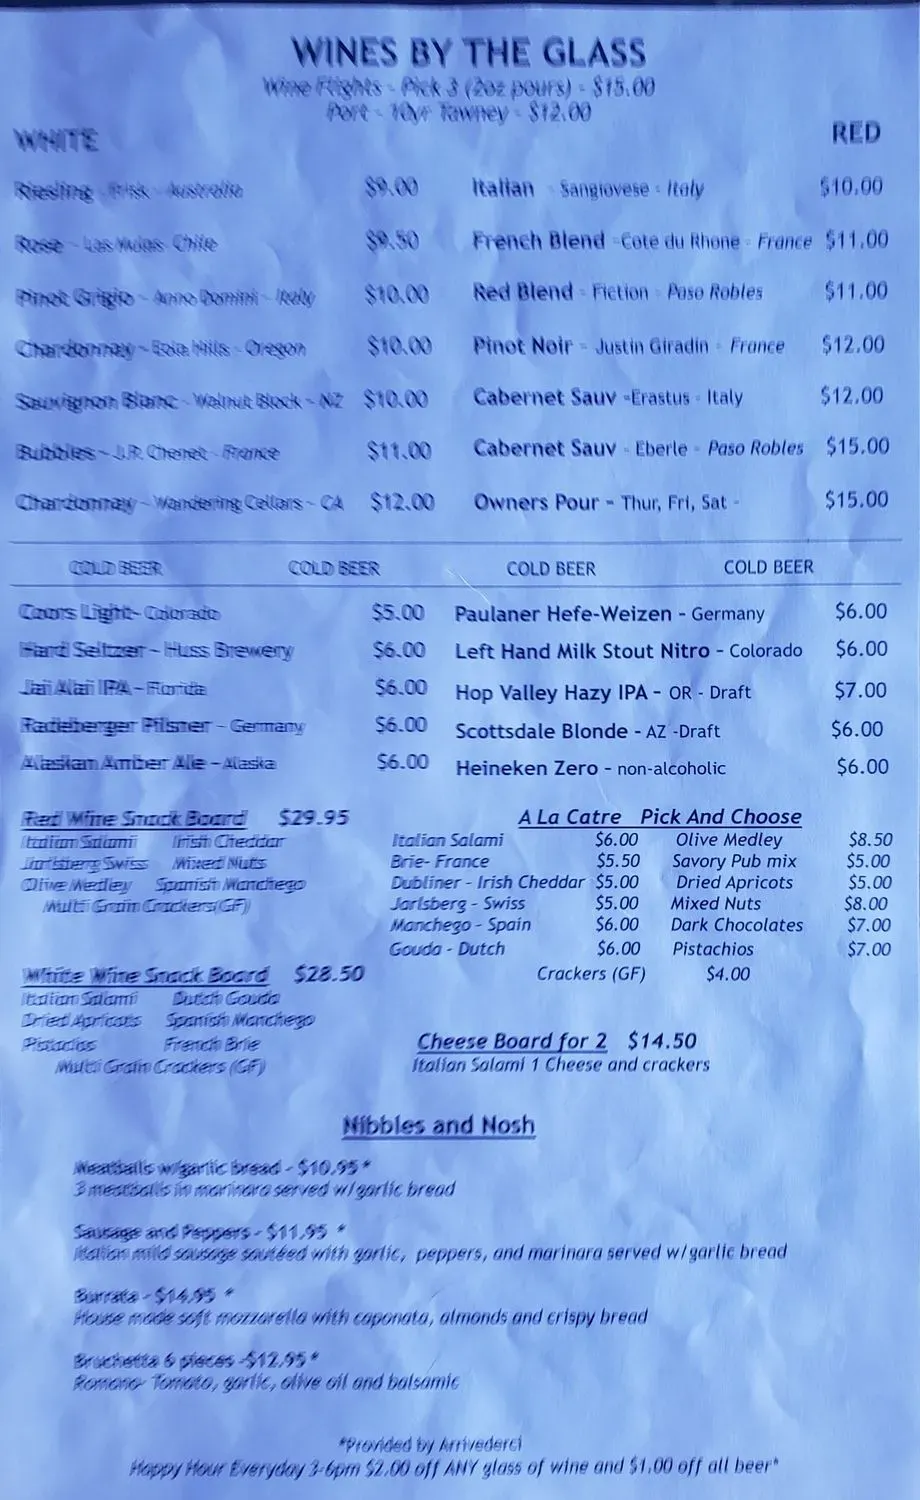 WINES BY THE GLASS
Wine Flights - Pick 3 (2oz pours) - $15.00
Port - 10yr Tawney - $12.00
WHITE
Riesling - Frisk - Australia $9.00
Rose - Las Mulas - Chile $9.50
Pinot Grigio - Anno Domini - Italy $10.00
Chardonnay - Eola Hills - Oregon $10.00
Sauvignon Blanc - Walnut Block - NZ $10.00
Bubbles - J.P. Chenet - France $11.00
Chardonnay - Wandering Cellars - CA $12.00
RED
Italian - Sangiovese - Italy $10.00
French Blend -Cote du Rhone - France $11.00
Red Blend - Fiction - Paso Robles $11.00
Pinot Noir - Justin Giradin - France $12.00
Cabernet Sauv -Erastus - Italy $12.00
Cabernet Sauv - Eberle - Paso Robles $15.00
Owners Pour - Thur, Fri, Sat - $15.00
COLD BEER COLD BEER COLD BEER COLD BEER
Coors Light- Colorado $5.00
Hard Seltzer - Huss Brewery $6.00
Jai Alai IPA - Florida $6.00
Radeberger Pilsner - Germany $6.00
Alaskan Amber Ale - Alaska $6.00
Paulaner Hefe-Weizen - Germany $6.00
Left Hand Milk Stout Nitro - Colorado $6.00
Hop Valley Hazy IPA - OR - Draft $7.00
Scottsdale Blonde - AZ -Draft $6.00
Heineken Zero - non-alcoholic $6.00
Red Wine Snack Board $29.95
Italian Salami Irish Cheddar
Jarlsberg Swiss Mixed Nuts
Olive Medley Spanish Manchego
Multi Grain Crackers(GF)
White Wine Snack Board $28.50
Italian Salami Dutch Gouda
Dried Apricots Spanish Manchego
Pistachios French Brie
Multi Grain Crackers (GF)
A La Catre Pick And Choose
Italian Salami $6.00 Olive Medley $8.50
Brie- France $5.50 Savory Pub mix $5.00
Dubliner - Irish Cheddar $5.00 Dried Apricots $5.00
Jarlsberg - Swiss $5.00 Mixed Nuts $8.00
Manchego - Spain $6.00 Dark Chocolates $7.00
Gouda - Dutch $6.00 Pistachios $7.00
Crackers (GF) $4.00
Cheese Board for 2 $14.50
Italian Salami 1 Cheese and crackers
Nibbles and Nosh
Meatballs w/garlic bread - $10.95*
3 meatballs in marinara served w/garlic bread
Sausage and Peppers - $11.95 *
Italian mild sausage sautéed with garlic, peppers, and marinara served w/garlic bread
Burrata - $14.95 *
House made soft mozzarella with caponata, almonds and crispy bread
Bruchetta 6 pieces -$12.95*
Romano Tomato, garlic, olive oil and balsamic
*Provided by Arrivederci
Happy Hour Everyday 3-6pm $2.00 off ANY glass of wine and $1.00 off all beer*